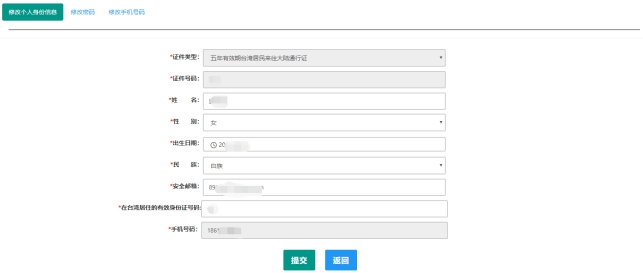 修改个人身份信息 修改密码 修改手机号码
*证件类型: 五年有效期台湾居民来往大陆通行证
*证件号码:
*姓 名:
*性 别: 女
*出生日期: 20
*民 族: 白族
*安全邮箱: 89
*在台湾居住的有效身份证号码:
*手机号码: 1861
提交 返回